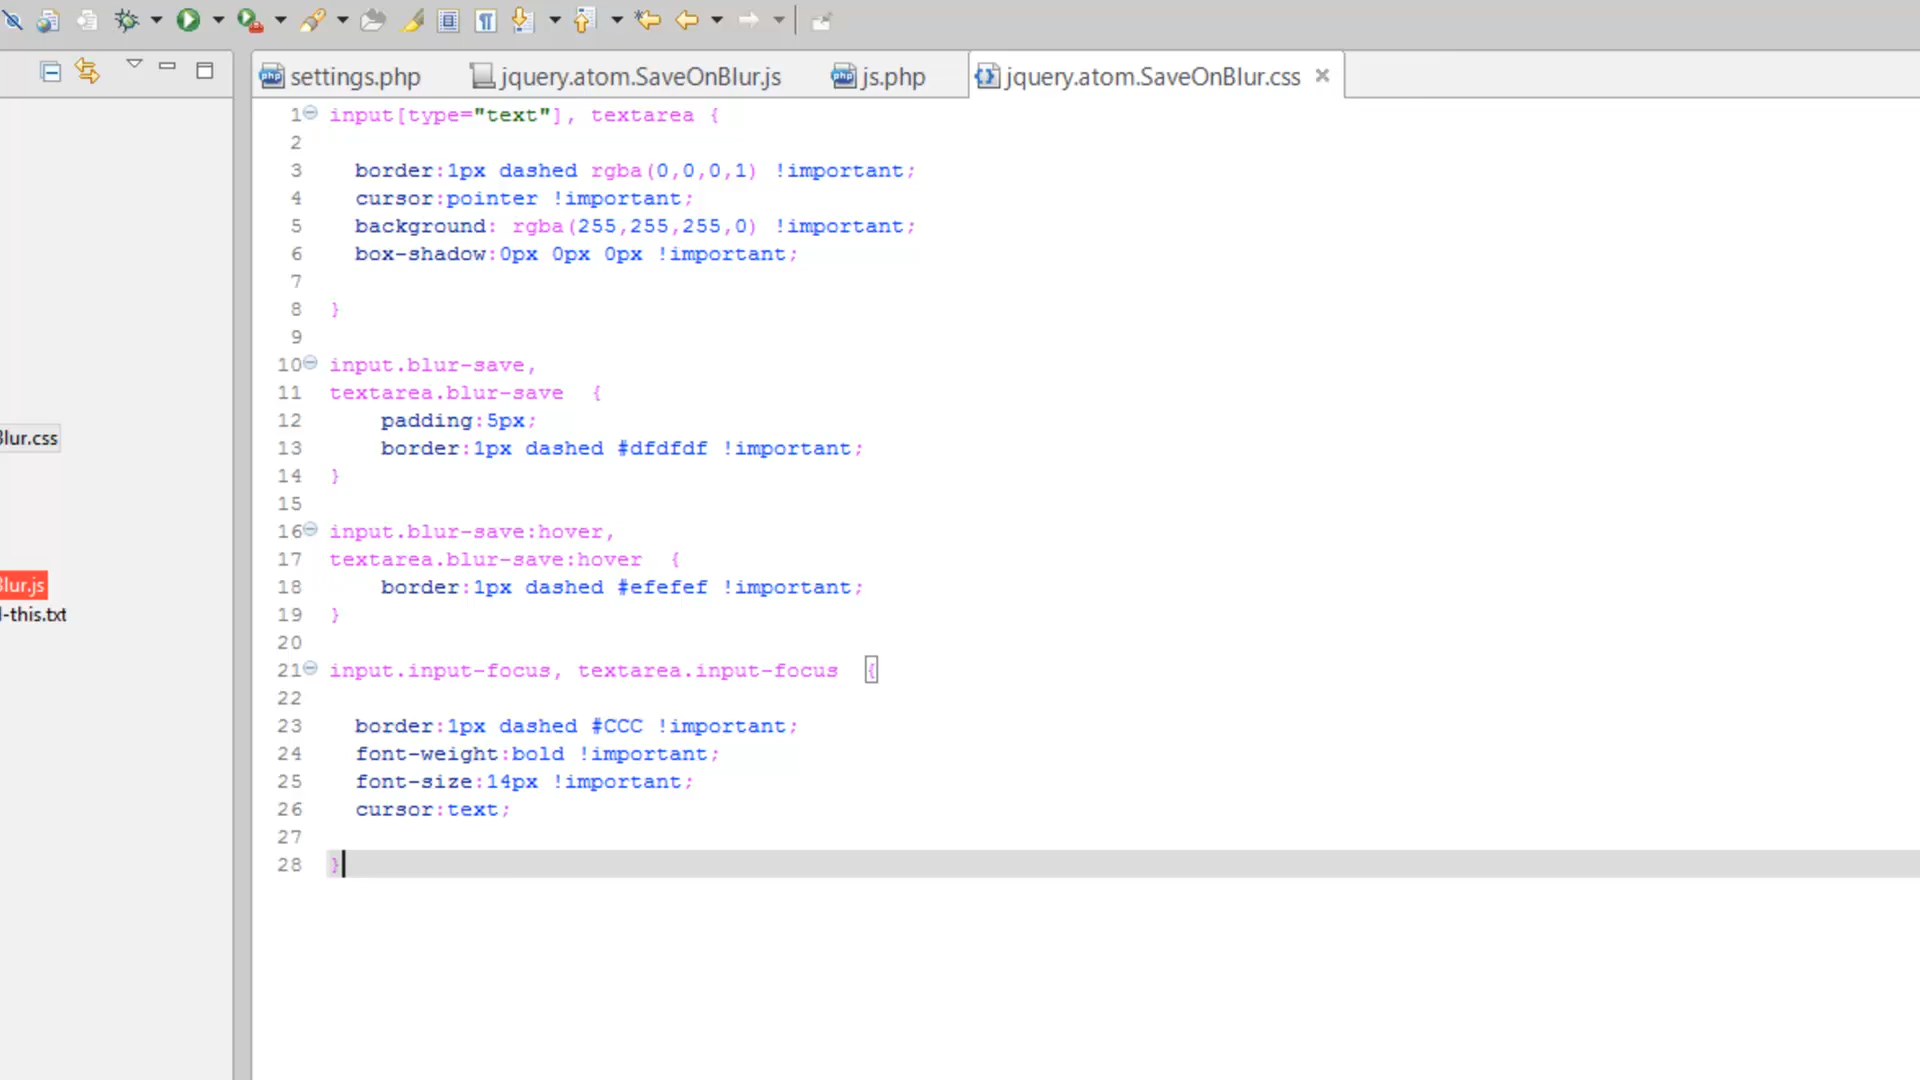 settings.php
jquery.atom.SaveOnBlur.js
js.php
jquery.atom.SaveOnBlur.css
1 input[type="text"], textarea {
2
3 border:1px dashed rgba(0,0,0,1) !important;
4 cursor:pointer !important;
5 background: rgba(255,255,255,0) !important;
6 box-shadow:0px 0px 0px !important;
7
8 }
9
10 input.blur-save,
11 textarea.blur-save {
12 padding:5px;
13 border:1px dashed #dfdfdf !important;
14 }
15
16 input.blur-save:hover,
17 textarea.blur-save:hover {
18 border:1px dashed #efefef !important;
19 }
20
21 input.input-focus, textarea.input-focus {
22
23 border:1px dashed #CCC !important;
24 font-weight:bold !important;
25 font-size:14px !important;
26 cursor:text;
27
28 }
Blur.css
Blur.js
-this.txt